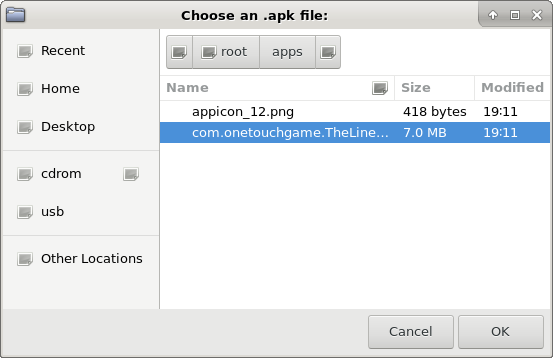 Choose an .apk file:
Recent
Home
Desktop
cdrom
usb
Other Locations
root apps
Name Size Modified
appicon_12.png 418 bytes 19:11
com.onetouchgame.TheLine... 7.0 MB 19:11
Cancel OK